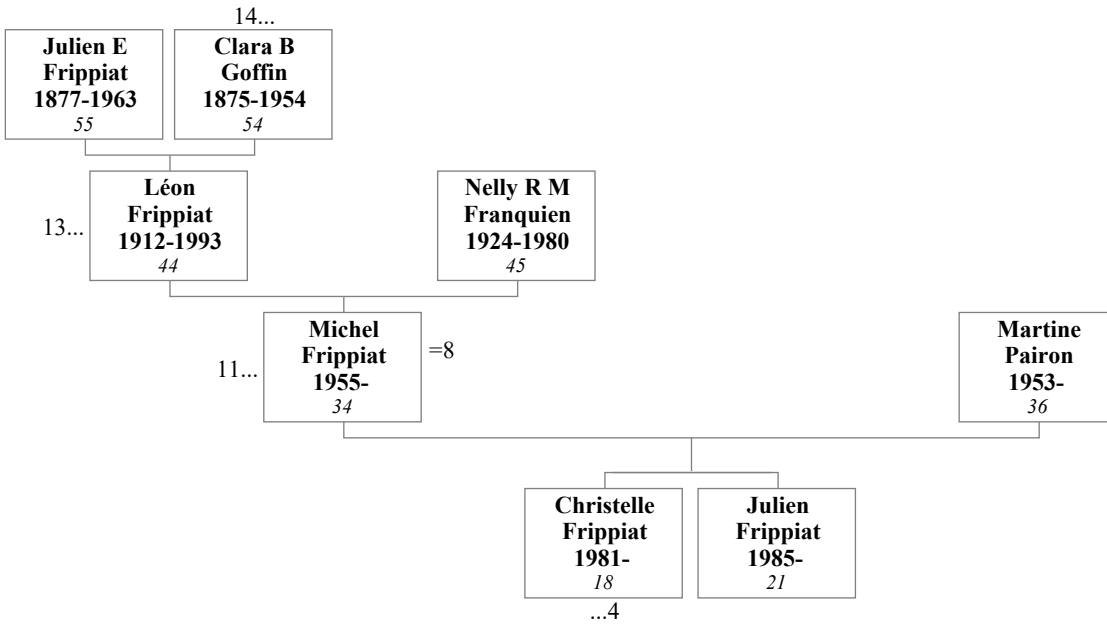 14...
Julien E
Frippiat
1877-1963
55
Clara B
Goffin
1875-1954
54
13...
Léon
Frippiat
1912-1993
44
Nelly R M
Franquien
1924-1980
45
11...
Michel
Frippiat
1955-
34
=8
Martine
Pairon
1953-
36
Christelle
Frippiat
1981-
18
...4
Julien
Frippiat
1985-
21